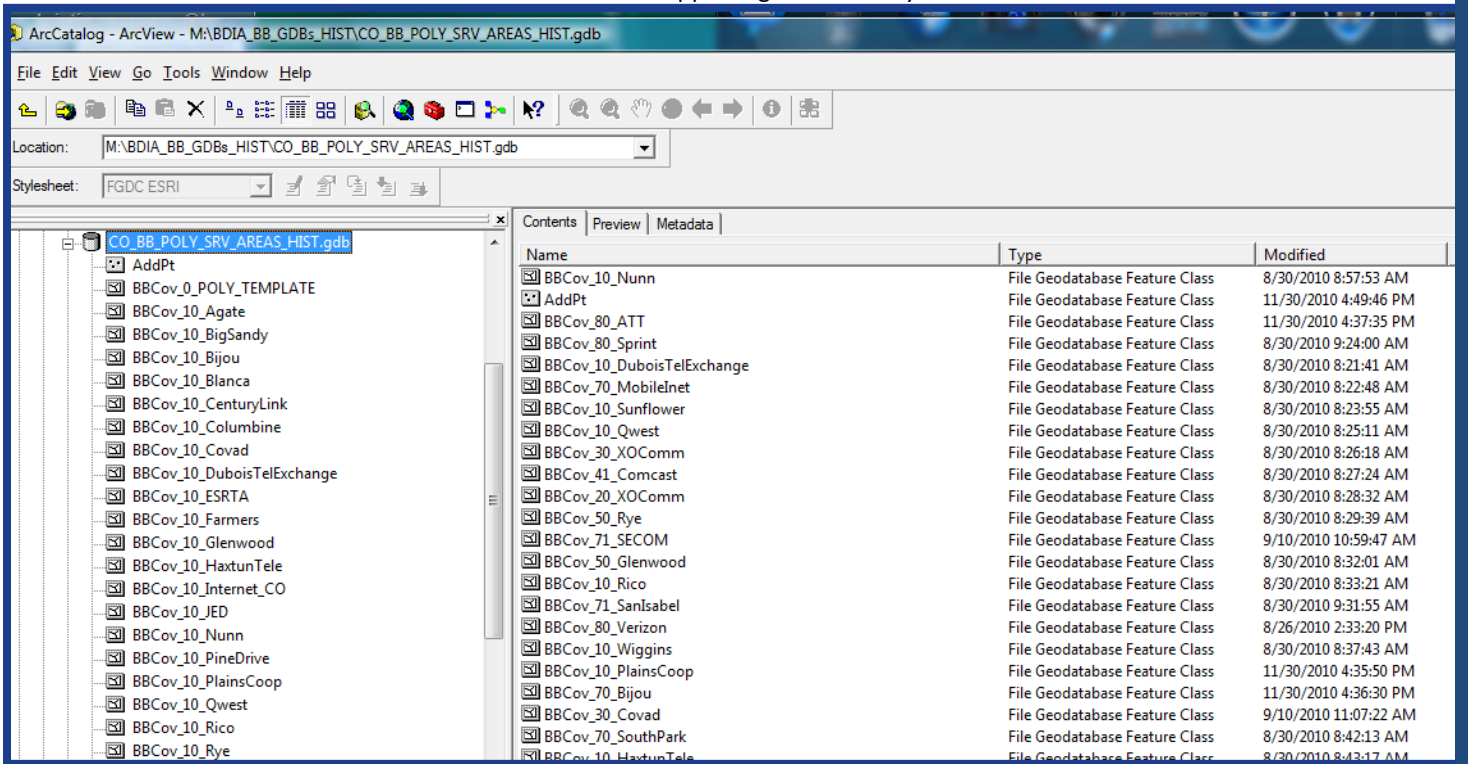 ArcCatalog - ArcView - M:\BDIA_BB_GDBs_HIST\CO_BB_POLY_SRV_AREAS_HIST.gdb
File Edit View Go Tools Window Help
Location: M:\BDIA_BB_GDBs_HIST\CO_BB_POLY_SRV_AREAS_HIST.gdb
Stylesheet: FGDC ESRI
CO_BB_POLY_SRV_AREAS_HIST.gdb
AddPt
BBCov_0_POLY_TEMPLATE
BBCov_10_Agate
BBCov_10_BigSandy
BBCov_10_Bijou
BBCov_10_Blanca
BBCov_10_CenturyLink
BBCov_10_Columbine
BBCov_10_Covad
BBCov_10_DuboisTelExchange
BBCov_10_ESRTA
BBCov_10_Farmers
BBCov_10_Glenwood
BBCov_10_HaxtunTele
BBCov_10_Internet_CO
BBCov_10_JED
BBCov_10_Nunn
BBCov_10_PineDrive
BBCov_10_PlainsCoop
BBCov_10_Qwest
BBCov_10_Rico
BBCov_10_Rye
Contents Preview Metadata
Name Type Modified
BBCov_10_Nunn File Geodatabase Feature Class 8/30/2010 8:57:53 AM
AddPt File Geodatabase Feature Class 11/30/2010 4:49:46 PM
BBCov_80_ATT File Geodatabase Feature Class 11/30/2010 4:37:35 PM
BBCov_80_Sprint File Geodatabase Feature Class 8/30/2010 9:24:00 AM
BBCov_10_DuboisTelExchange File Geodatabase Feature Class 8/30/2010 8:21:41 AM
BBCov_70_MobileInet File Geodatabase Feature Class 8/30/2010 8:22:48 AM
BBCov_10_Sunflower File Geodatabase Feature Class 8/30/2010 8:23:55 AM
BBCov_10_Qwest File Geodatabase Feature Class 8/30/2010 8:25:11 AM
BBCov_30_XOComm File Geodatabase Feature Class 8/30/2010 8:26:18 AM
BBCov_41_Comcast File Geodatabase Feature Class 8/30/2010 8:27:24 AM
BBCov_20_XOComm File Geodatabase Feature Class 8/30/2010 8:28:32 AM
BBCov_50_Rye File Geodatabase Feature Class 8/30/2010 8:29:39 AM
BBCov_71_SECOM File Geodatabase Feature Class 9/10/2010 10:59:47 AM
BBCov_50_Glenwood File Geodatabase Feature Class 8/30/2010 8:32:01 AM
BBCov_10_Rico File Geodatabase Feature Class 8/30/2010 8:33:21 AM
BBCov_71_SanIsabel File Geodatabase Feature Class 8/30/2010 9:31:55 AM
BBCov_80_Verizon File Geodatabase Feature Class 8/26/2010 2:33:20 PM
BBCov_10_Wiggins File Geodatabase Feature Class 8/30/2010 8:37:43 AM
BBCov_10_PlainsCoop File Geodatabase Feature Class 11/30/2010 4:35:50 PM
BBCov_70_Bijou File Geodatabase Feature Class 11/30/2010 4:36:30 PM
BBCov_30_Covad File Geodatabase Feature Class 9/10/2010 11:07:22 AM
BBCov_70_SouthPark File Geodatabase Feature Class 8/30/2010 8:42:13 AM
BBCov_10_HaxtunTele File Geodatabase Feature Class 8/30/2010 8:43:17 AM